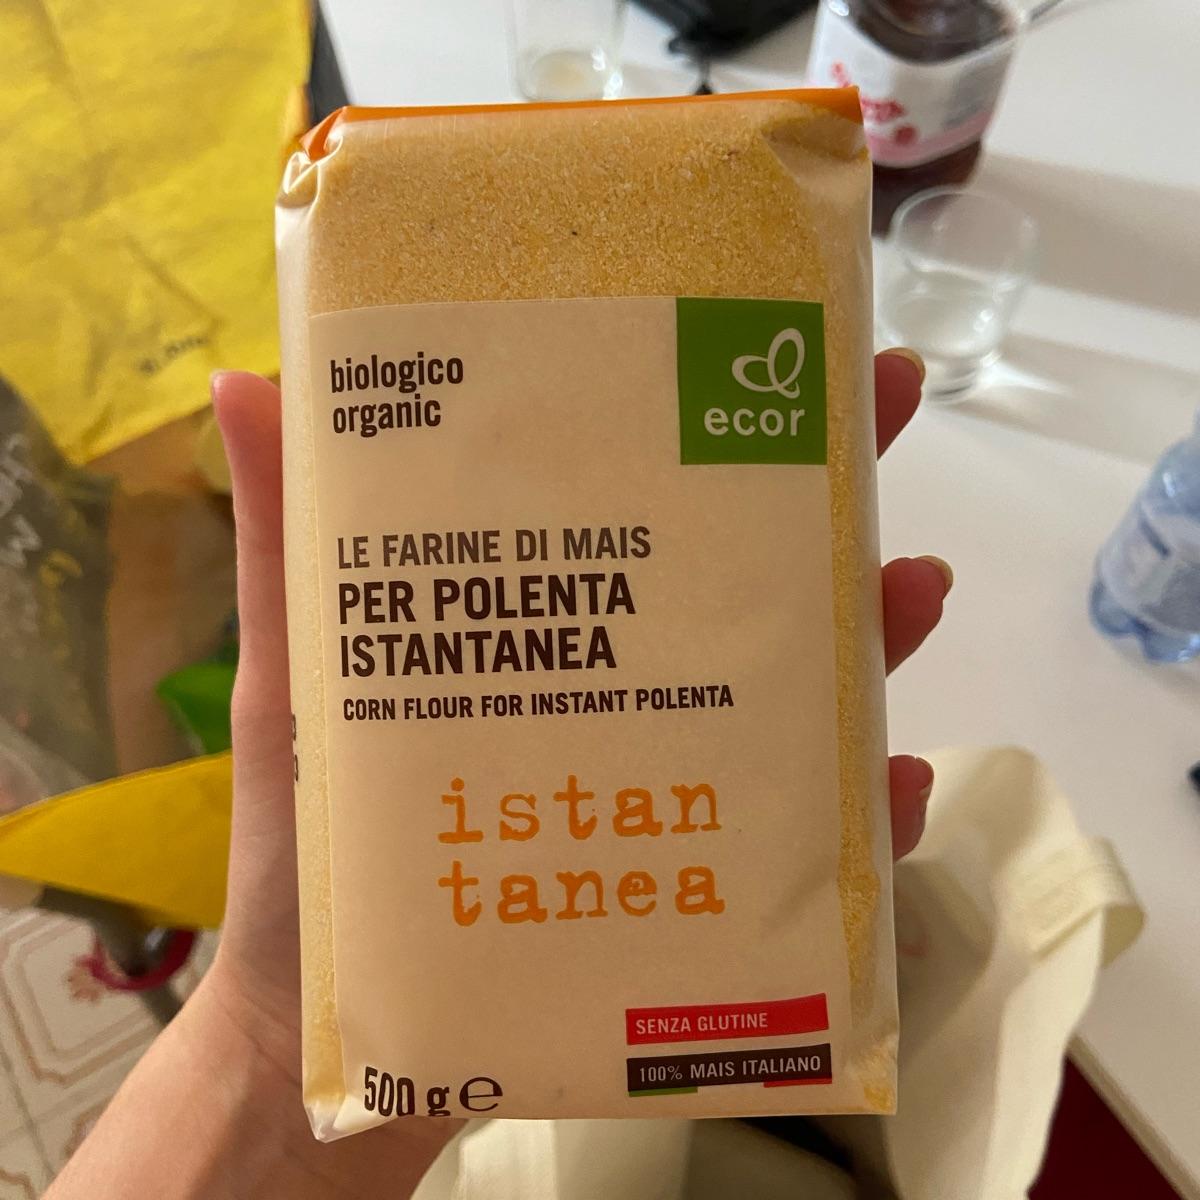 biologico
organic
ecor
LE FARINE DI MAIS
PER POLENTA
ISTANTANEA
CORN FLOUR FOR INSTANT POLENTA
istan
tanea
SENZA GLUTINE
100% MAIS ITALIANO
500 g e